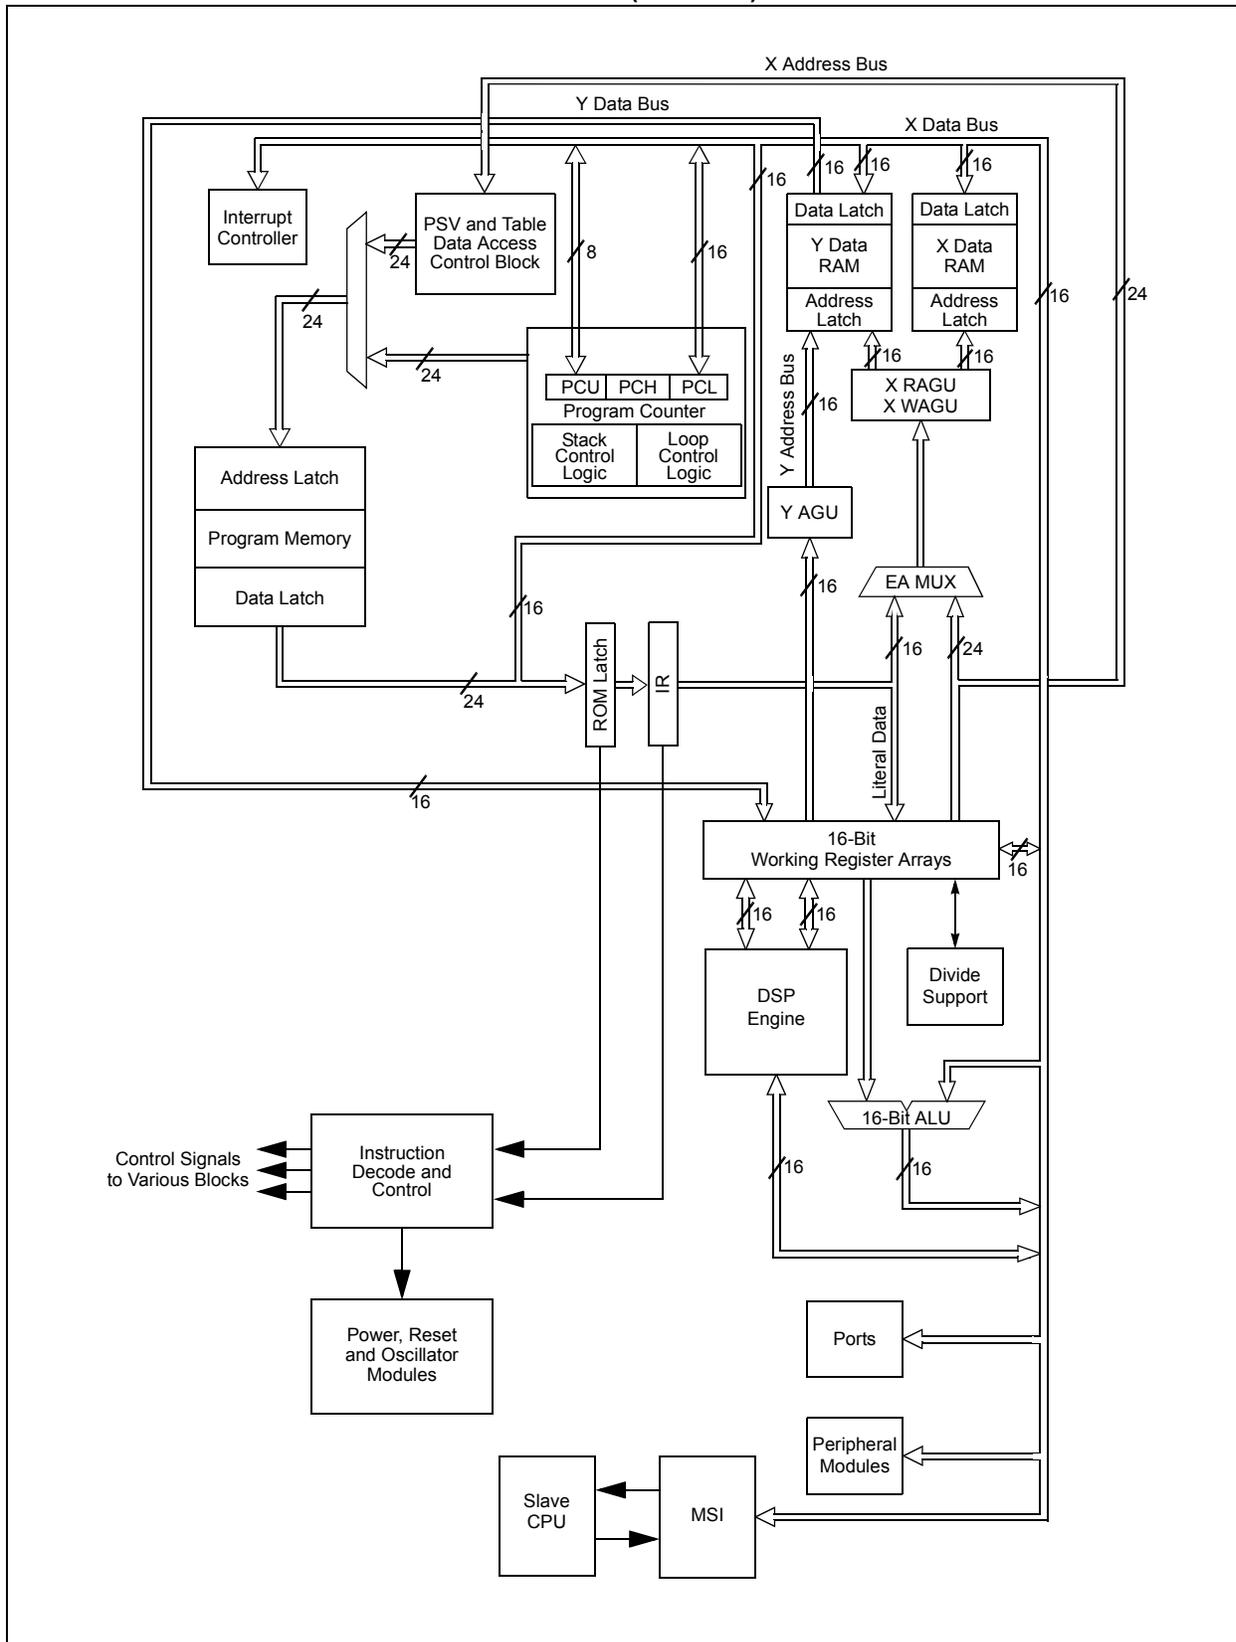 X Address Bus
Y Data Bus
X Data Bus
16
16
16
16
Interrupt
Controller
PSV and Table
Data Access
Control Block
24
8
16
Data Latch
Y Data
RAM
Address
Latch
Data Latch
X Data
RAM
Address
Latch
16
24
24
24
16
16
PCU
PCH
PCL
Program Counter
Stack
Control
Logic
Loop
Control
Logic
Y Address Bus
16
X RAGU
X WAGU
Address Latch
Program Memory
Data Latch
Y AGU
EA MUX
16
16
16
24
24
ROM Latch
IR
Literal Data
16
16-Bit
Working Register Arrays
16
16
16
DSP
Engine
Divide
Support
16-Bit ALU
16
16
Control Signals
to Various Blocks
Instruction
Decode and
Control
Power, Reset
and Oscillator
Modules
Ports
Peripheral
Modules
Slave
CPU
MSI